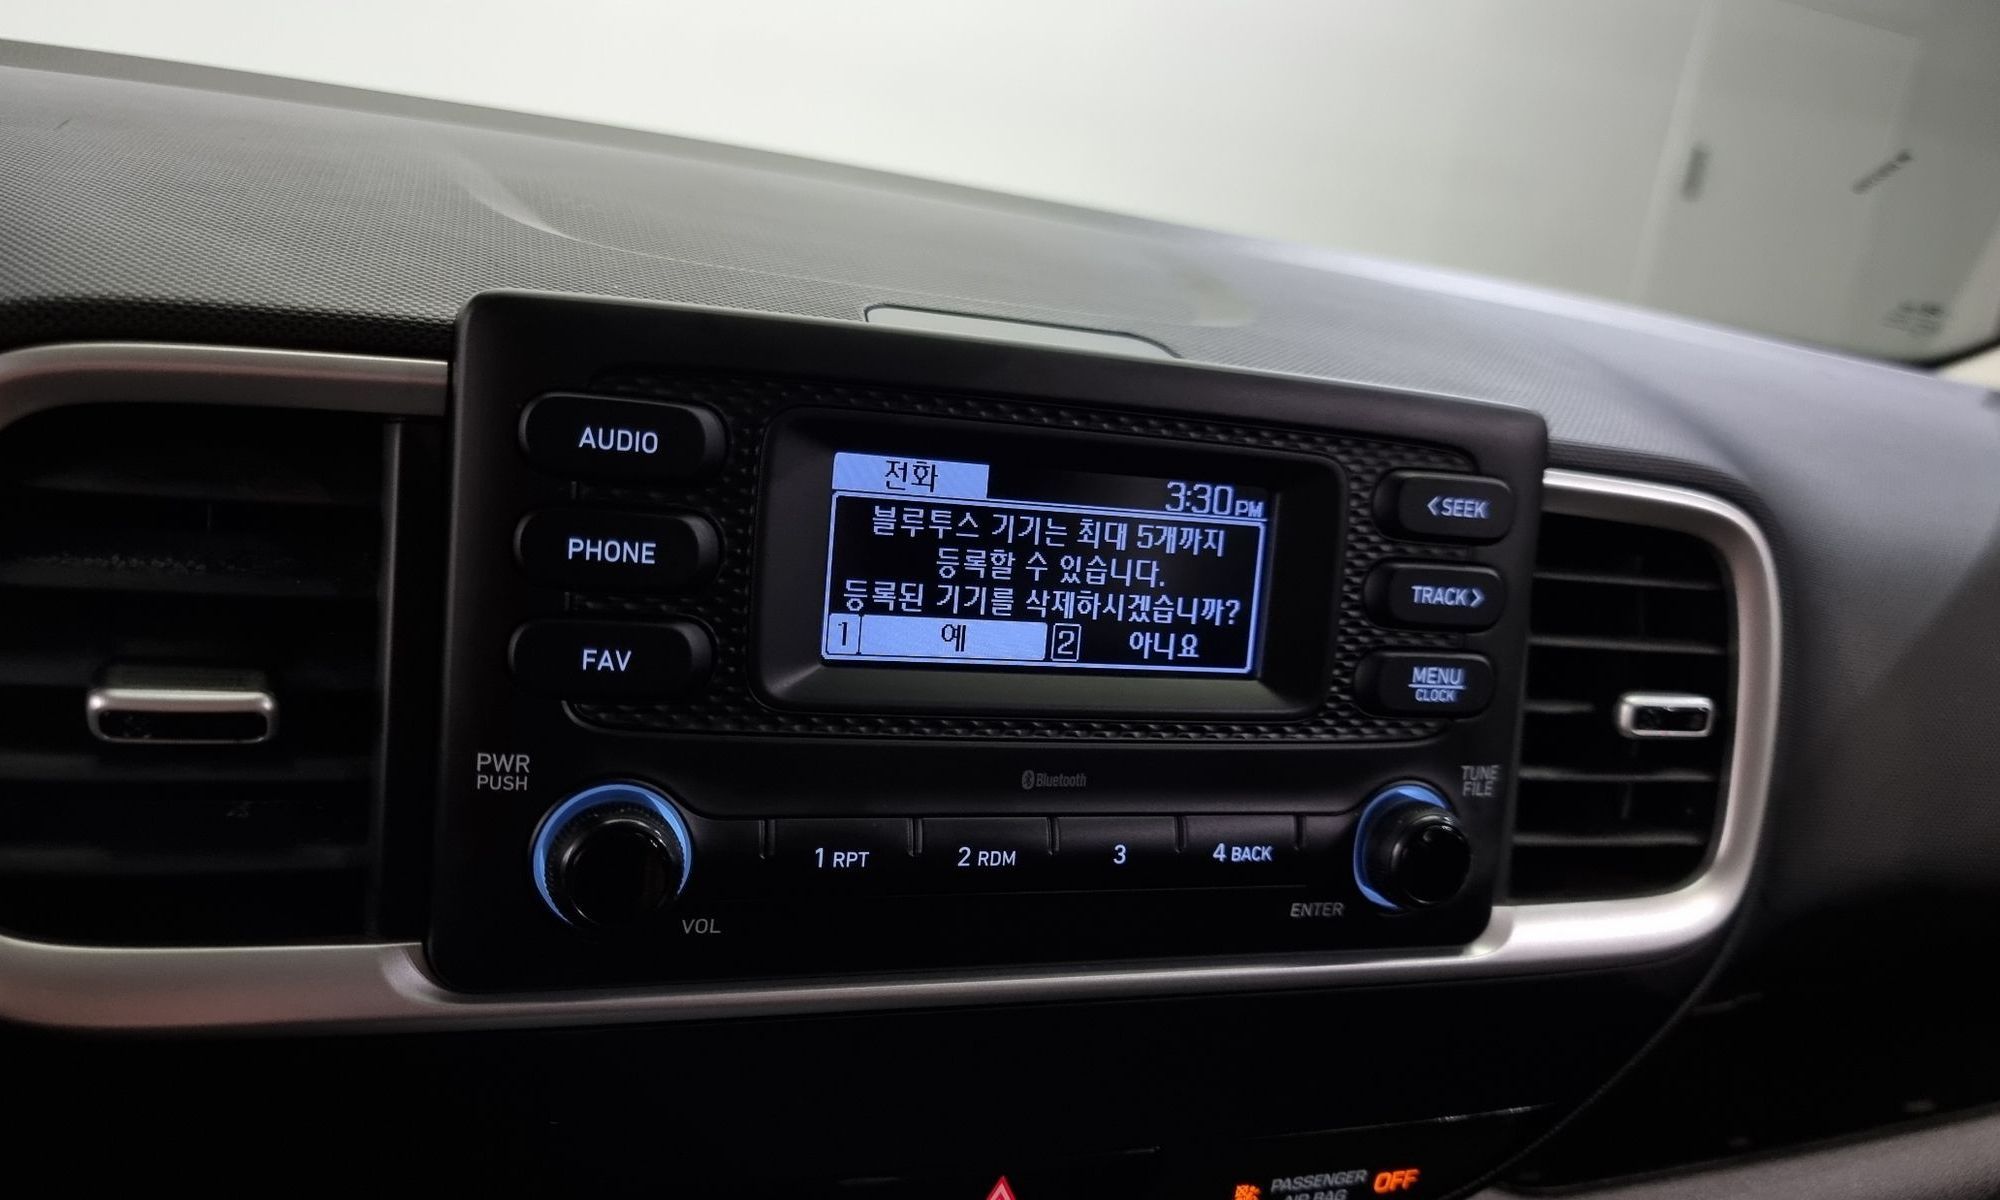 AUDIO
PHONE
FAV
전화
3:30PM
블루투스 기기는 최대 5개까지
등록할 수 있습니다.
등록된 기기를 삭제하시겠습니까?
1 예 2 아니요
<SEEK
TRACK>
MENU
CLOCK
PWR
PUSH
VOL
Bluetooth
1 RPT
2 RDM
3
4 BACK
TUNE
FILE
ENTER
PASSENGER
AIR BAG
OFF